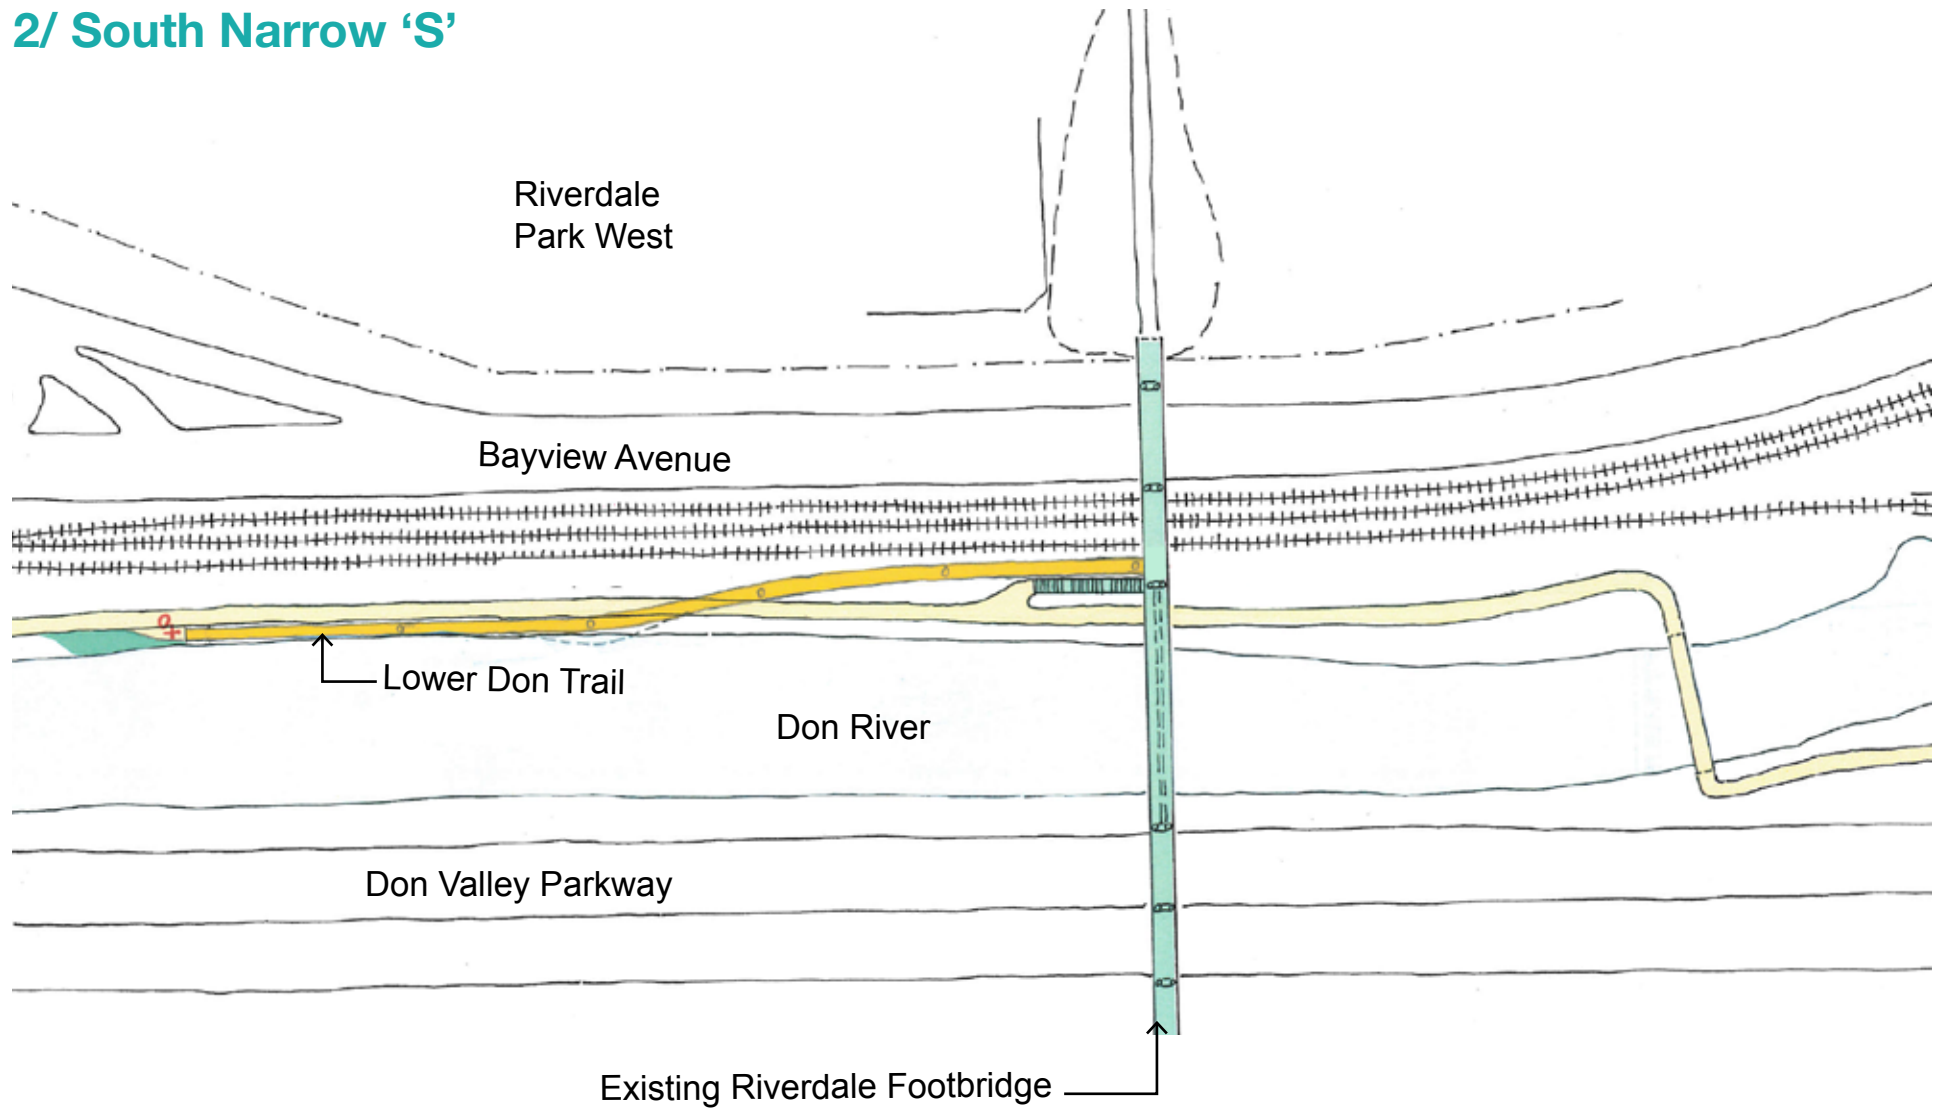 2/ South Narrow ‘S’
Riverdale
Park West
Bayview Avenue
Lower Don Trail
Don River
Don Valley Parkway
Existing Riverdale Footbridge